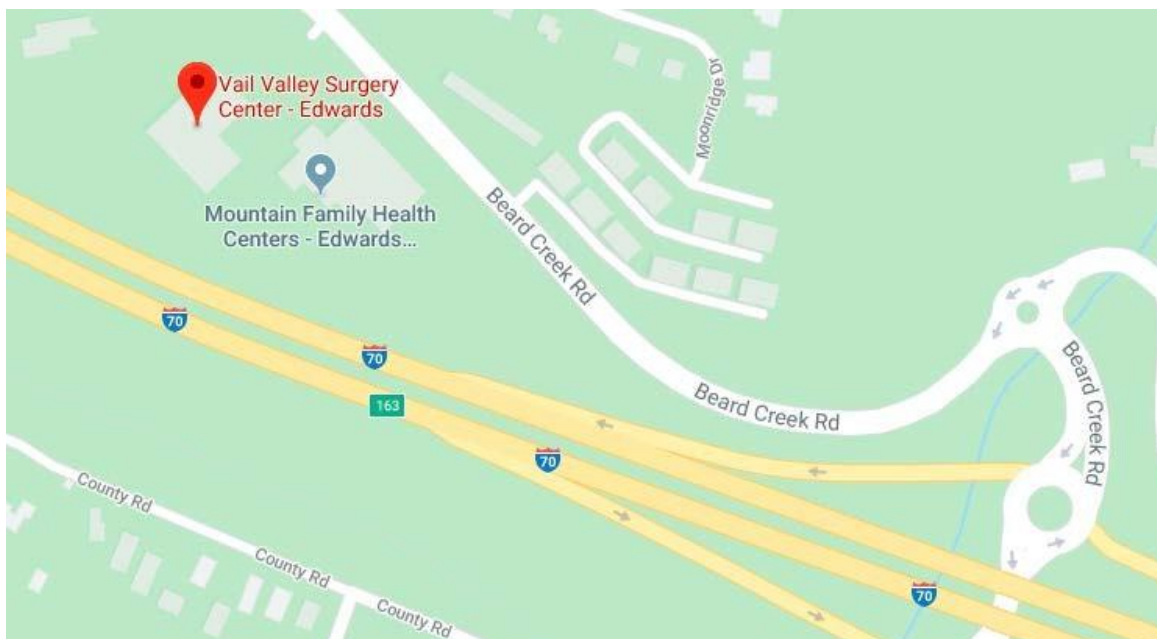 Vail Valley Surgery
Center - Edwards
Mountain Family Health
Centers - Edwards...
Moonridge Dr
Beard Creek Rd
Beard Creek Rd
Beard Creek Rd
70
70
163
70
70
County Rd
County Rd
County Rd